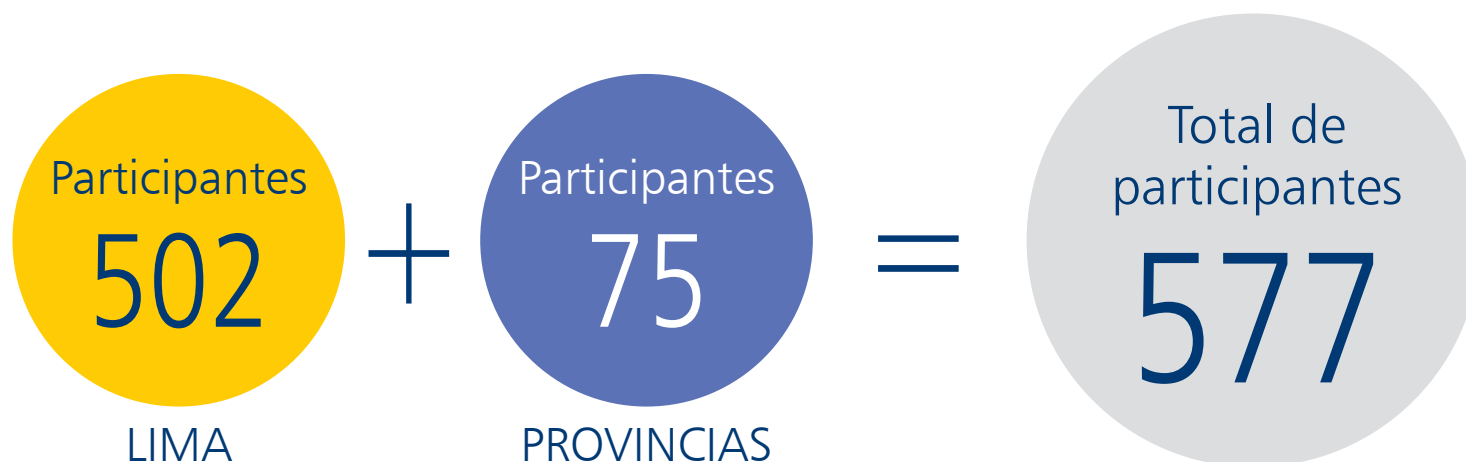 Participantes
502
LIMA
+
Participantes
75
PROVINCIAS
=
Total de
participantes
577